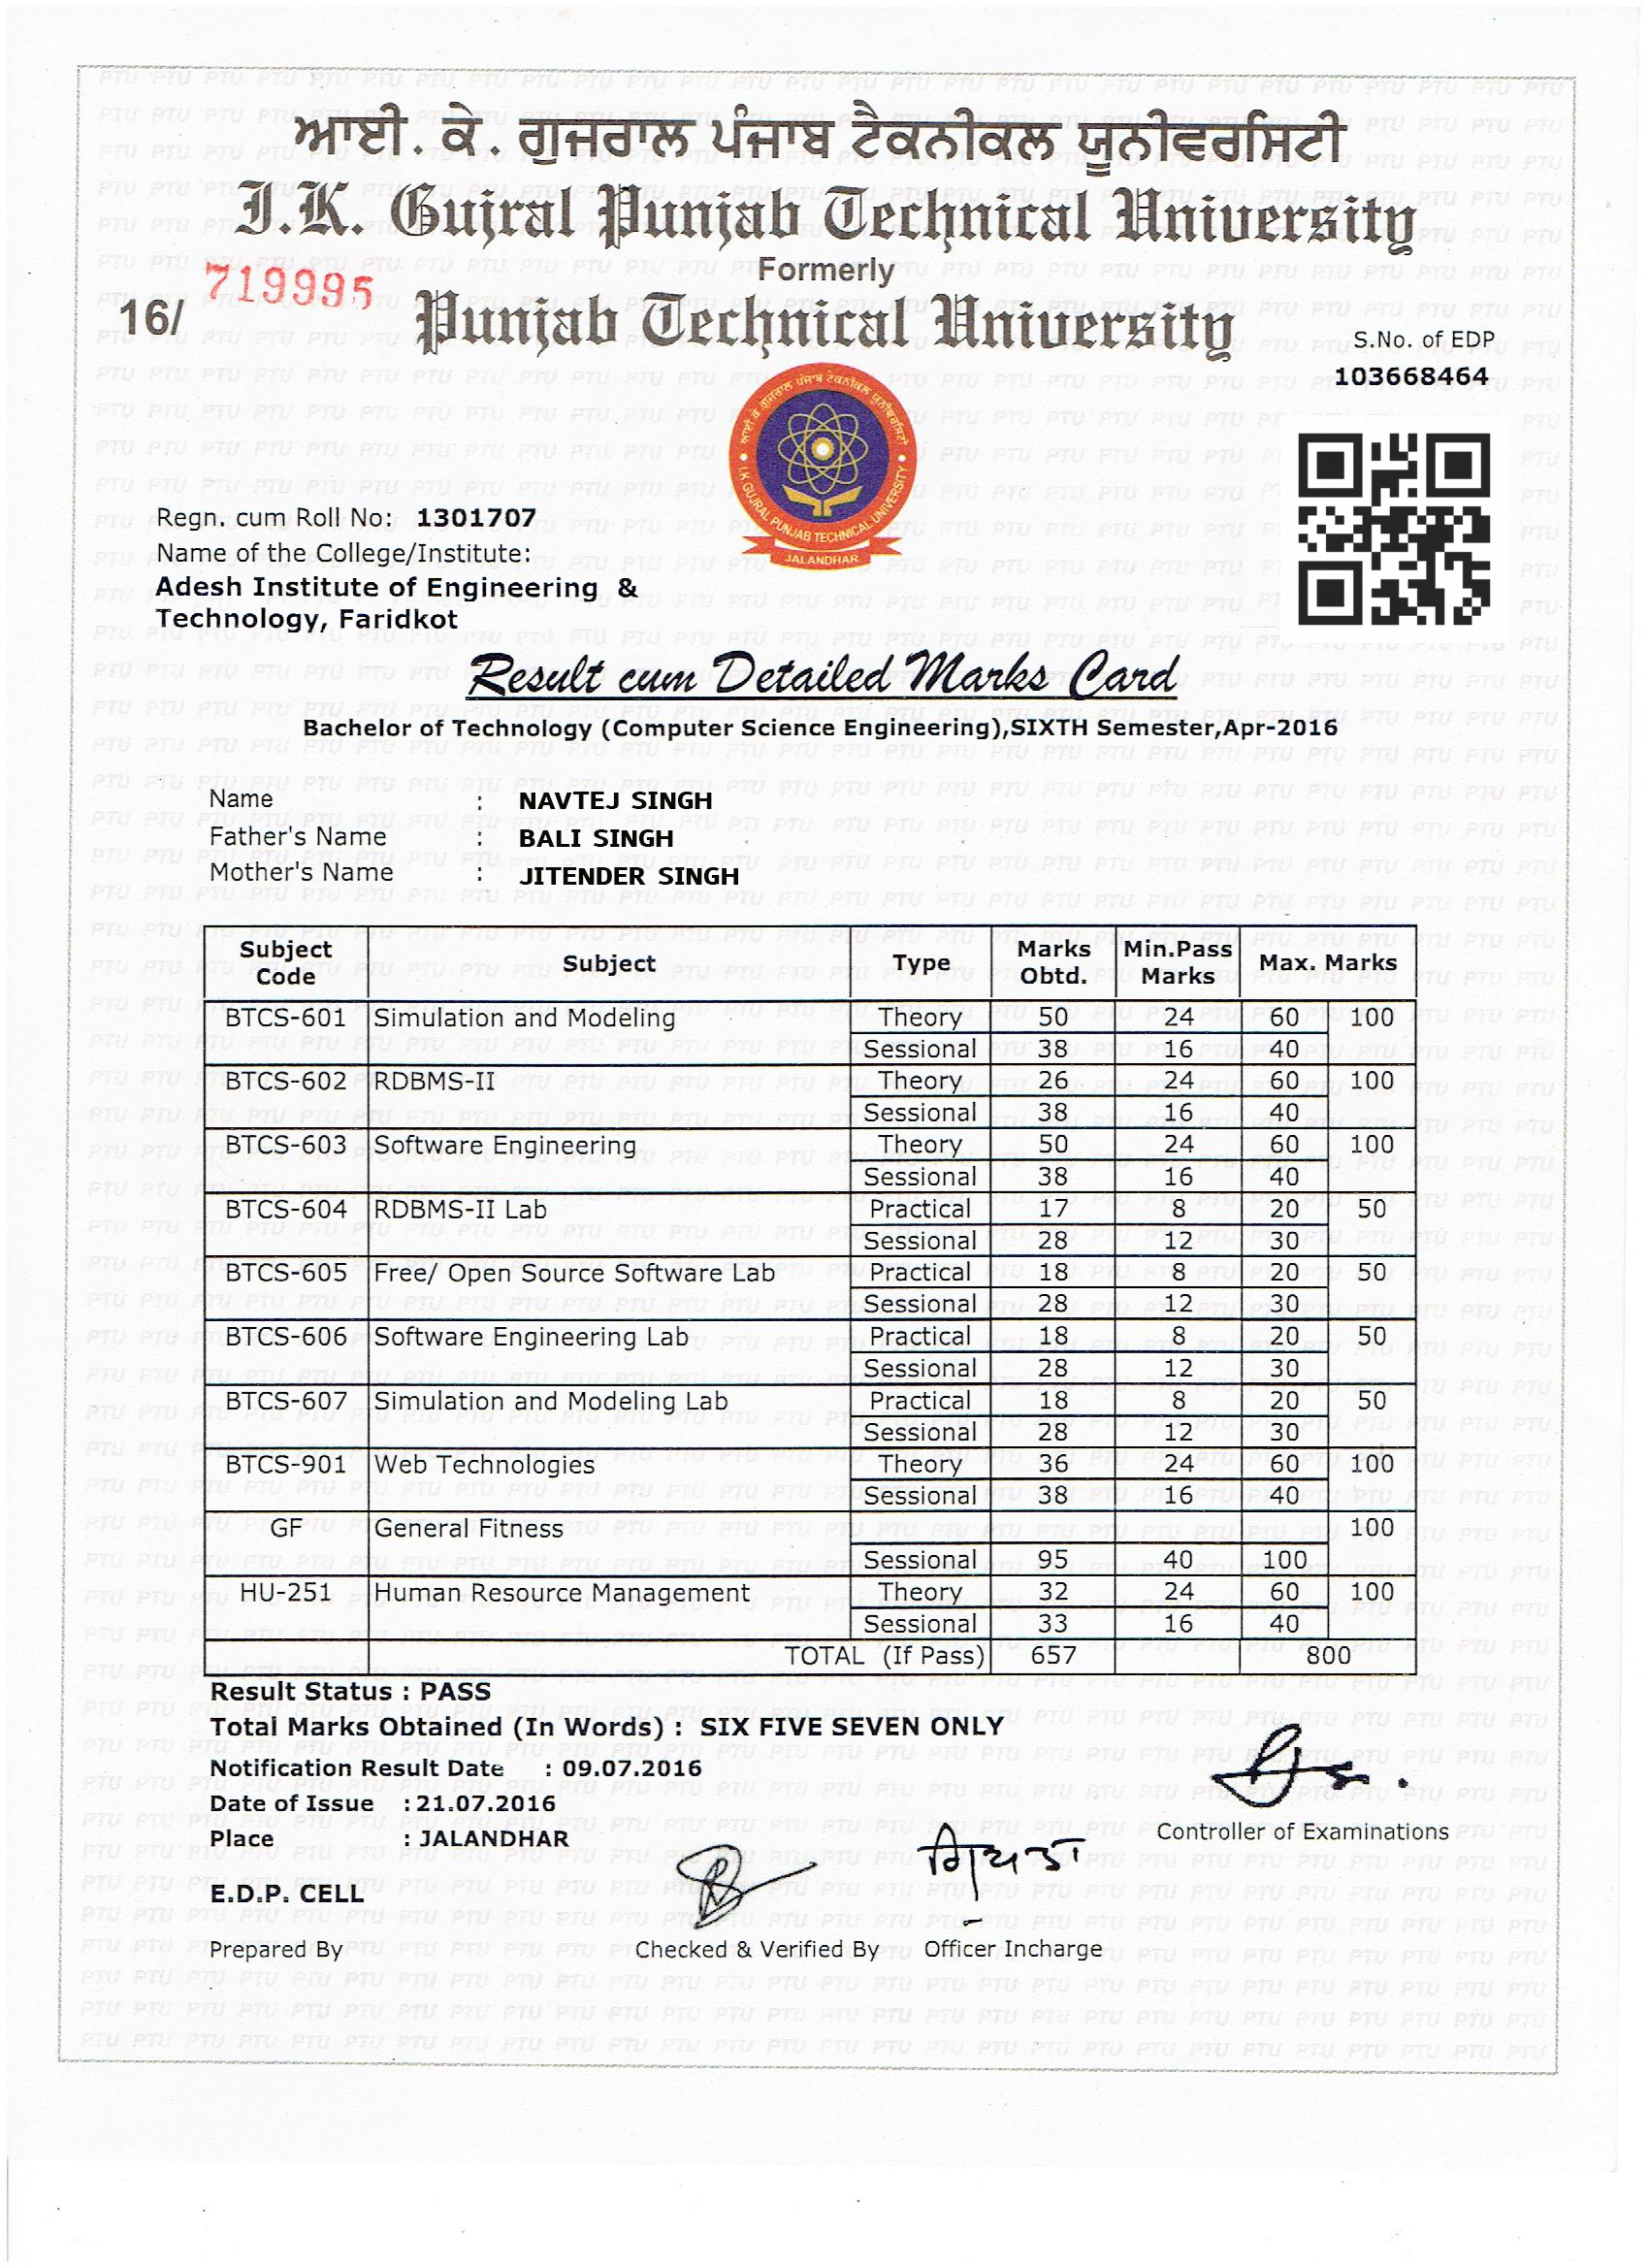 ਆਈ.ਕੇ. ਗੁਜਰਾਲ ਪੰਜਾਬ ਟੈਕਨੀਕਲ ਯੂਨੀਵਰਸਿਟੀ
I.K. Gujral Punjab Technical University
Formerly
16/ 719995
Punjab Technical University
S.No. of EDP
103668464
ਆਈ.ਕੇ.ਗੁਜਰਾਲ ਪੰਜਾਬ ਟੈਕਨੀਕਲ ਯੂਨੀਵਰਸਿਟੀ
I.K GUJRAL PUNJAB TECHNICAL UNIVERSITY
JALANDHAR
Regn. cum Roll No: 1301707
Name of the College/Institute:
Adesh Institute of Engineering &
Technology, Faridkot
Result cum Detailed Marks Card
Bachelor of Technology (Computer Science Engineering),SIXTH Semester,Apr-2016
Name : NAVTEJ SINGH
Father's Name : BALI SINGH
Mother's Name : JITENDER SINGH
Subject Code Subject Type Marks Obtd. Min.Pass Marks Max. Marks
BTCS-601 Simulation and Modeling Theory 50 24 60 100
Sessional 38 16 40
BTCS-602 RDBMS-II Theory 26 24 60 100
Sessional 38 16 40
BTCS-603 Software Engineering Theory 50 24 60 100
Sessional 38 16 40
BTCS-604 RDBMS-II Lab Practical 17 8 20 50
Sessional 28 12 30
BTCS-605 Free/ Open Source Software Lab Practical 18 8 20 50
Sessional 28 12 30
BTCS-606 Software Engineering Lab Practical 18 8 20 50
Sessional 28 12 30
BTCS-607 Simulation and Modeling Lab Practical 18 8 20 50
Sessional 28 12 30
BTCS-901 Web Technologies Theory 36 24 60 100
Sessional 38 16 40
GF General Fitness 100
Sessional 95 40 100
HU-251 Human Resource Management Theory 32 24 60 100
Sessional 33 16 40
TOTAL (If Pass) 657 800
Result Status : PASS
Total Marks Obtained (In Words) : SIX FIVE SEVEN ONLY
Notification Result Date : 09.07.2016
Date of Issue : 21.07.2016
Place : JALANDHAR
Controller of Examinations
E.D.P. CELL
Prepared By Checked & Verified By Officer Incharge